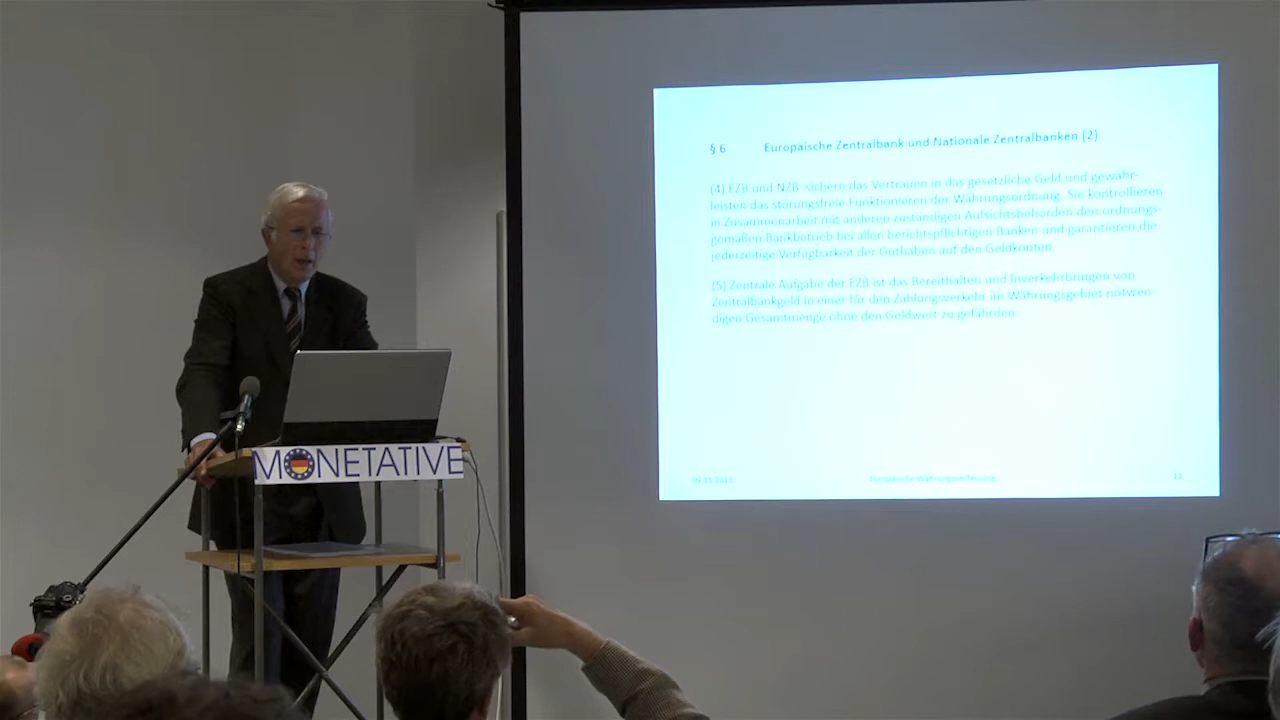 § 6 Europäische Zentralbank und Nationale Zentralbanken (2)
(4) EZB und NZB sichern das Vertrauen in das gesetzliche Geld und gewähr-
leisten das störungsfreie Funktionieren der Währungsordnung. Sie kontrollieren
in Zusammenarbeit mit anderen zuständigen Aufsichtsbehörden den ordnungs-
gemäßen Bankbetrieb bei allen berichtspflichtigen Banken und garantieren die
jederzeitige Verfügbarkeit der Guthaben auf den Geldkonten.
(5) Zentrale Aufgabe der EZB ist das Bereithalten und Inverkehrbringen von
Zentralbankgeld in einer für den Zahlungsverkehr im Währungsgebiet notwen-
digen Gesamtmenge ohne den Geldwert zu gefährden.
Europäische Währungsverfassung
MONETATIVE